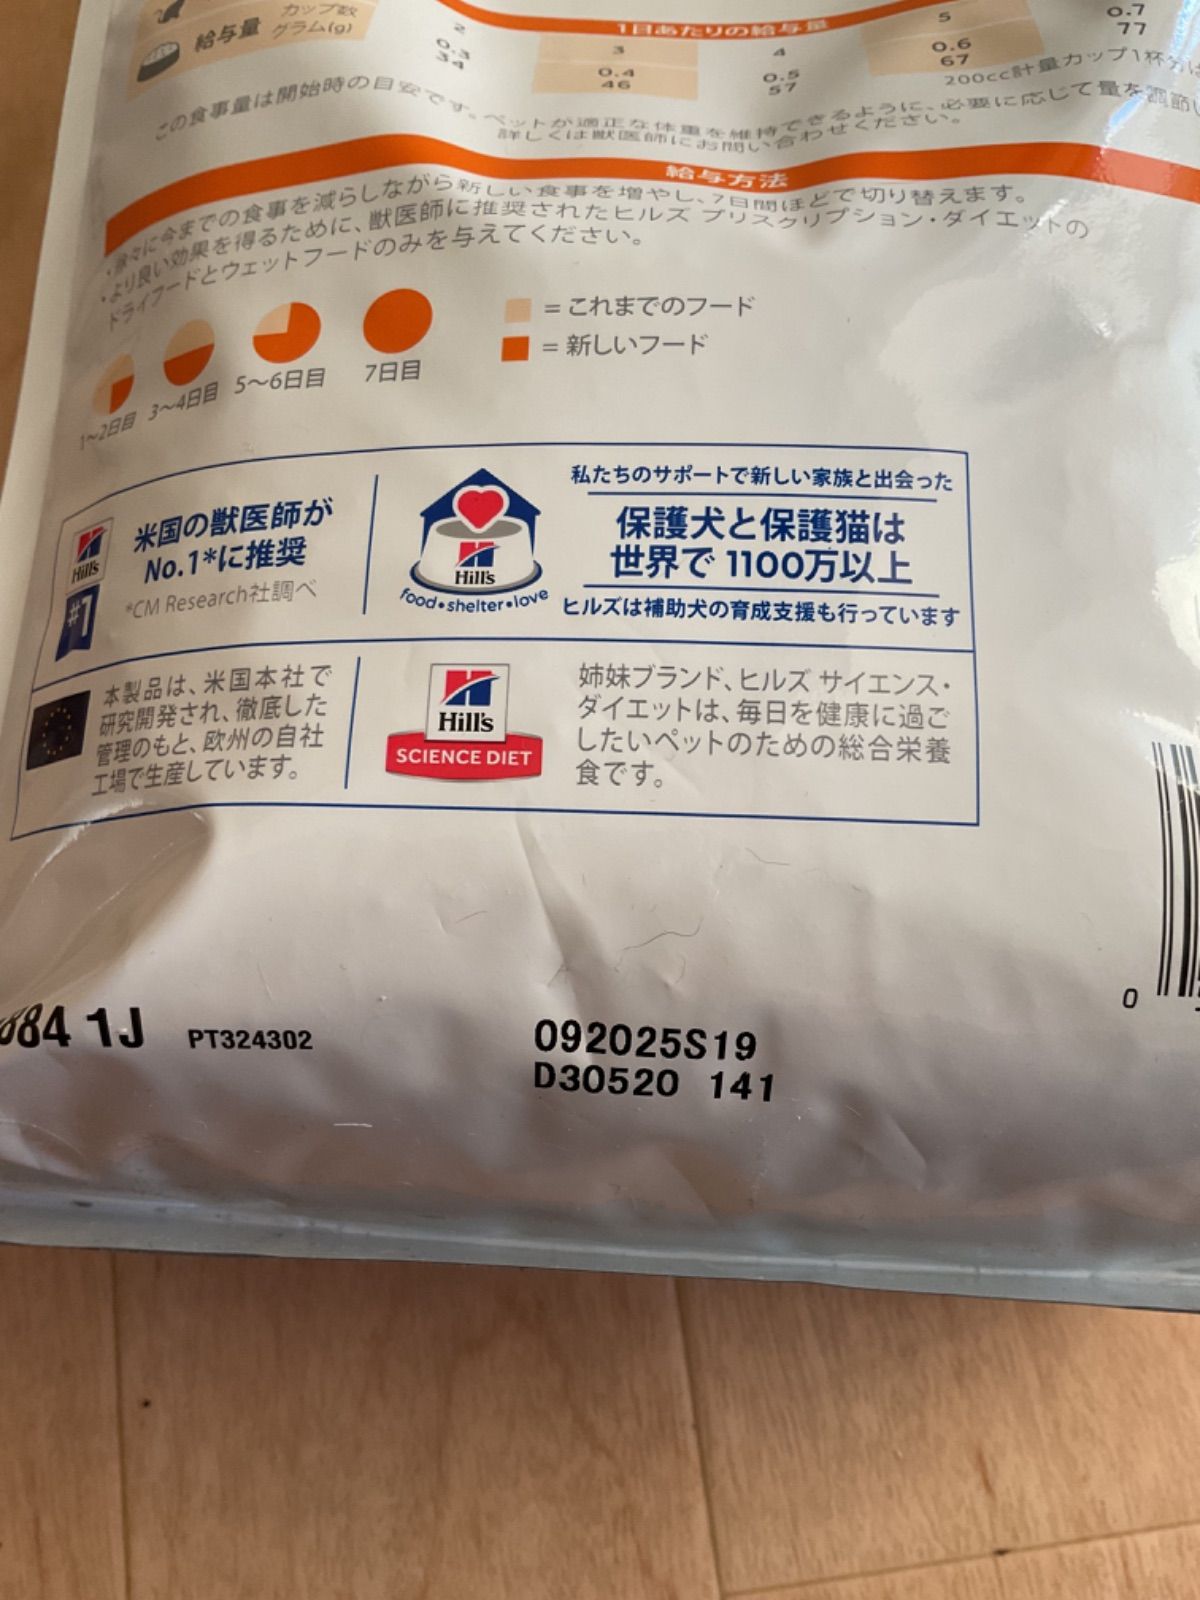 カップ数
給与量 グラム(g)
1日あたりの給与量
2 3 4 5
0.3 0.4 0.5 0.6 0.7
34 46 57 67 77
200cc計量カップ1杯分は
この食事量は開始時の目安です。ペットが適正な体重を維持できるように、必要に応じて量を調節し
詳しくは獣医師にお問い合わせください。
給与方法
・徐々に今までの食事を減らしながら新しい食事を増やし、7日間ほどで切り替えます。
・より良い効果を得るために、獣医師に推奨されたヒルズ プリスクリプション・ダイエットの
ドライフードとウェットフードのみを与えてください。
= これまでのフード
= 新しいフード
1〜2日目 3〜4日目 5〜6日目 7日目
Hill's
#1
米国の獣医師が
No.1*に推奨
*CM Research社調べ
Hill's
food•shelter•love
私たちのサポートで新しい家族と出会った
保護犬と保護猫は
世界で 1100万以上
ヒルズは補助犬の育成支援も行っています
本製品は、米国本社で
研究開発され、徹底した
管理のもと、欧州の自社
工場で生産しています。
Hill's
SCIENCE DIET
姉妹ブランド、ヒルズ サイエンス・
ダイエットは、毎日を健康に過ご
したいペットのための総合栄養
食です。
0
84 1J PT324302
092025S19
D30520 141